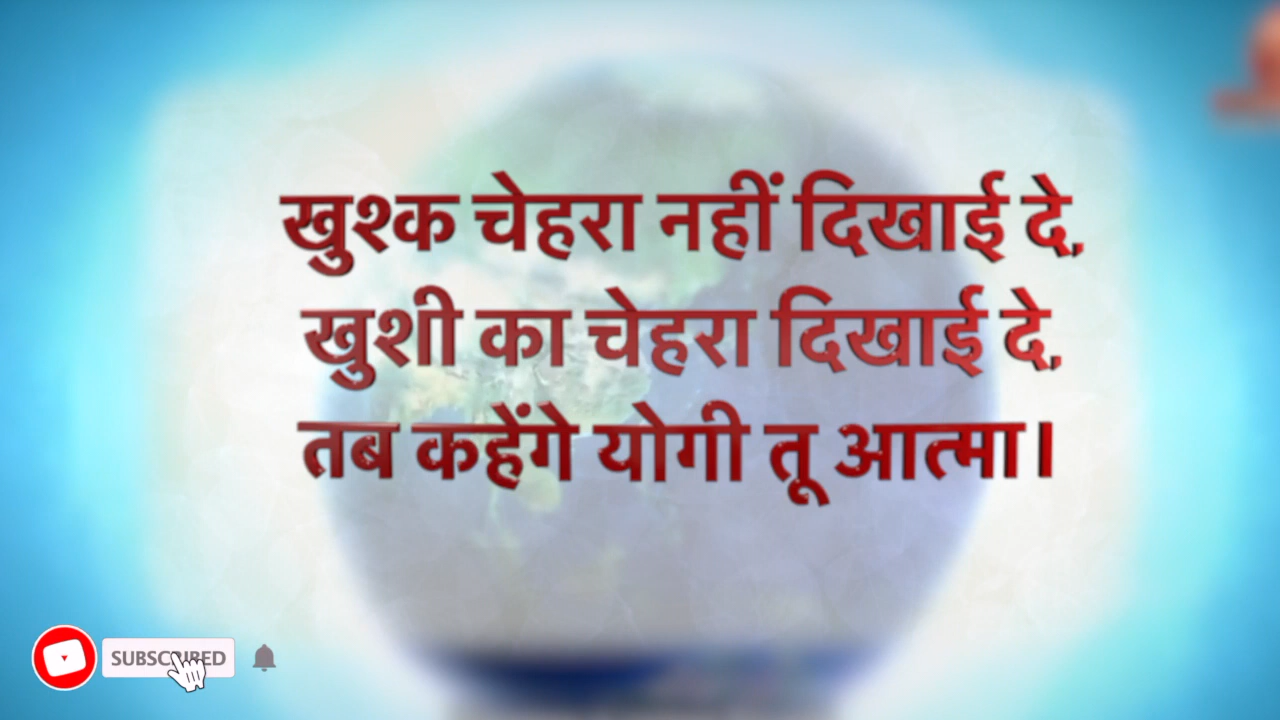 खुश्क चेहरा नहीं दिखाई दे,
खुशी का चेहरा दिखाई दे,
तब कहेंगे योगी तू आत्मा।
SUBSCRIBED